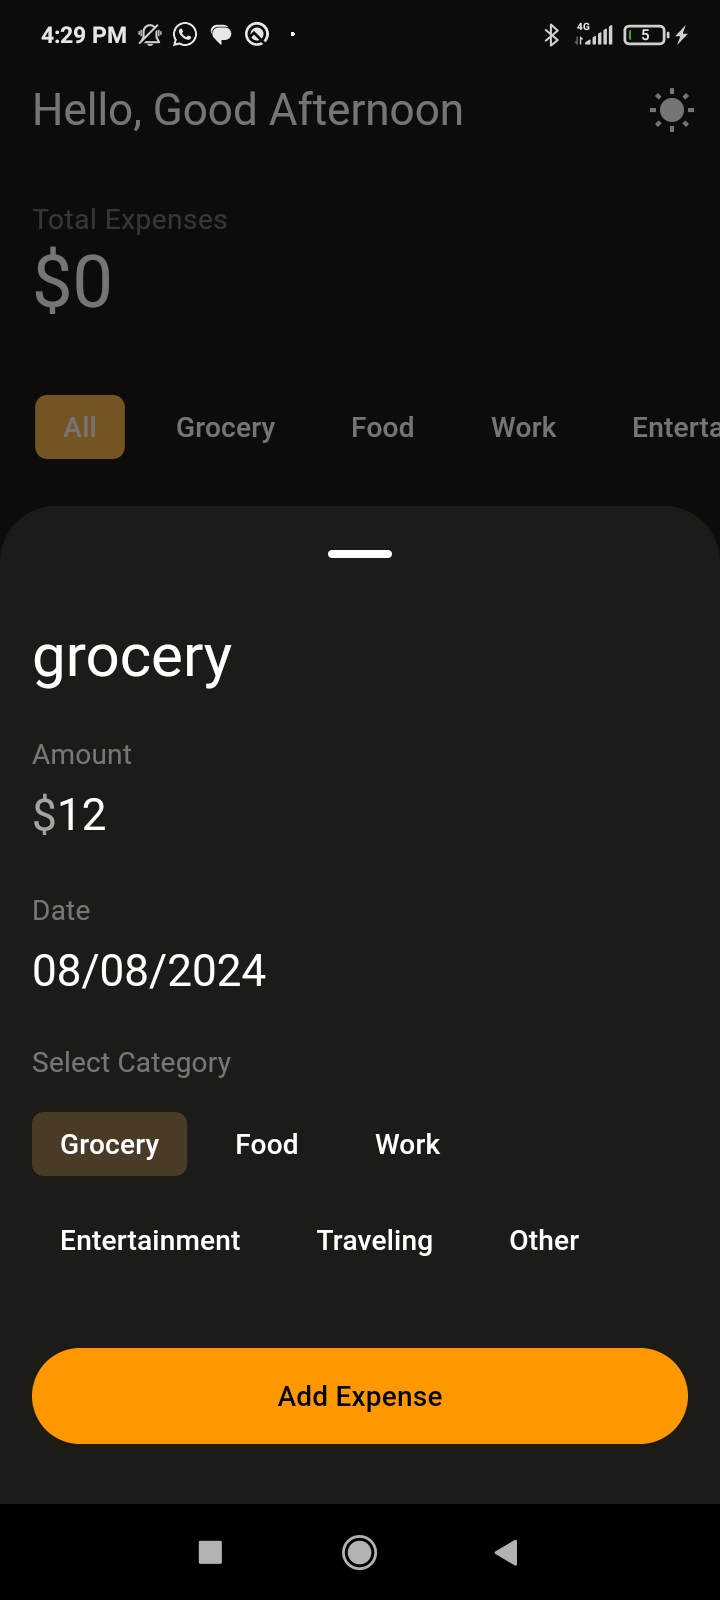 4:29 PM 4G 5
Hello, Good Afternoon
Total Expenses
$0
All Grocery Food Work Enterta
grocery
Amount
$12
Date
08/08/2024
Select Category
Grocery Food Work
Entertainment Traveling Other
Add Expense